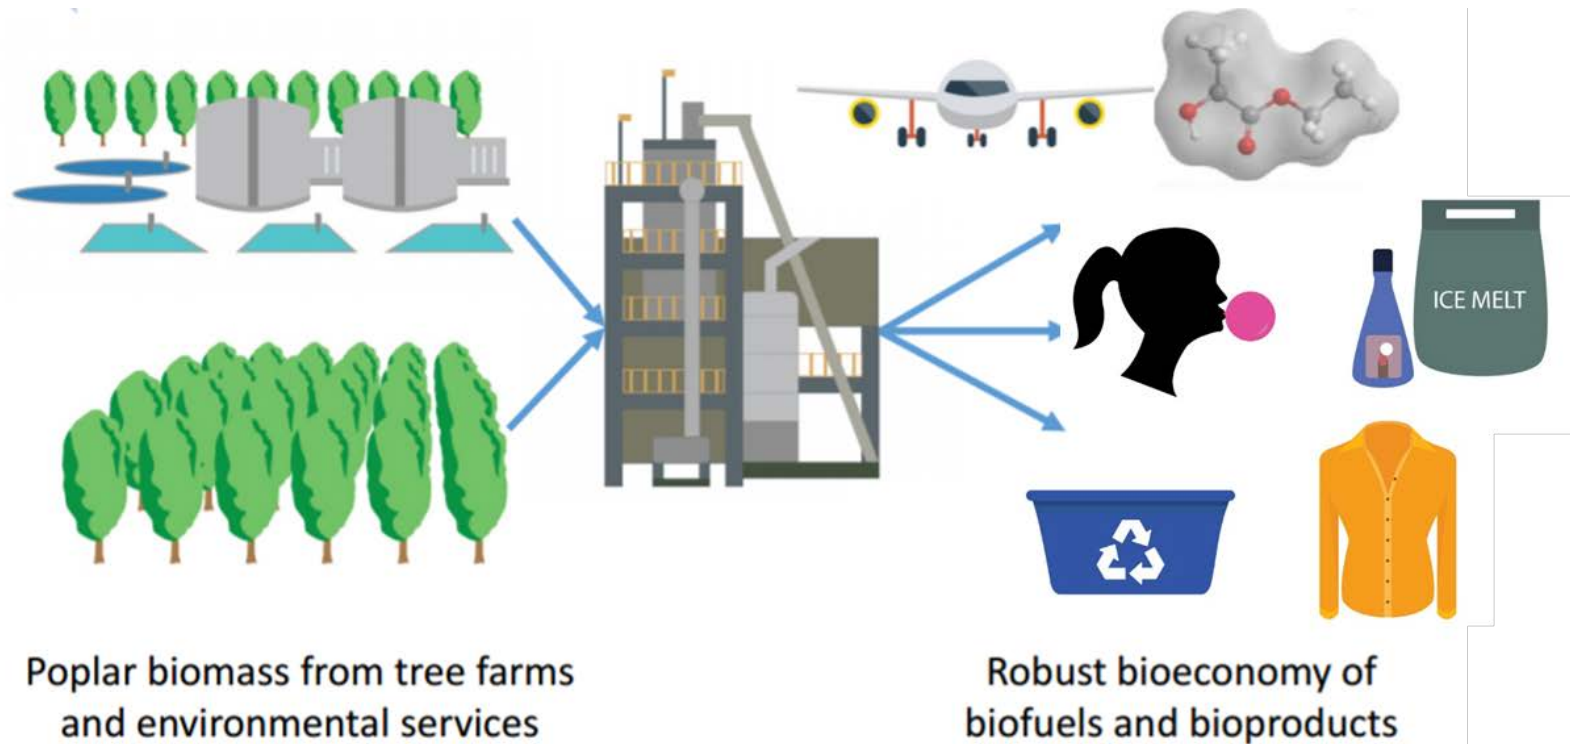 ICE MELT
Poplar biomass from tree farms
and environmental services
Robust bioeconomy of
biofuels and bioproducts